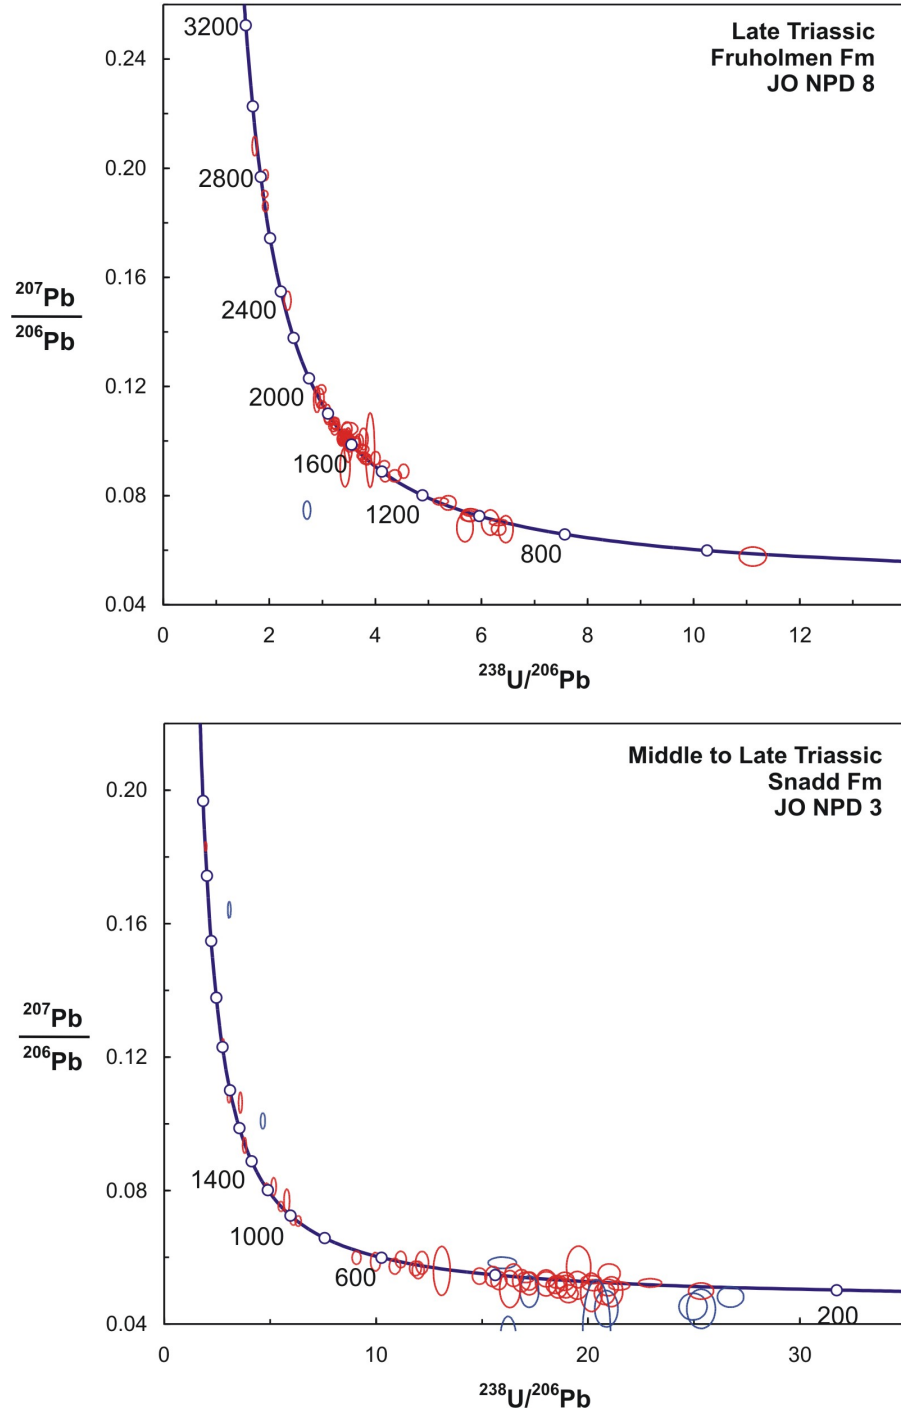 Late Triassic
Fruholmen Fm
JO NPD 8
3200
0.24
0.20
2800
0.16
2400
²⁰⁷Pb
²⁰⁶Pb
0.12
2000
1600
0.08
1200
800
0.04
0 2 4 6 8 10 12
²³⁸U/²⁰⁶Pb
Middle to Late Triassic
Snadd Fm
JO NPD 3
0.20
0.16
²⁰⁷Pb
²⁰⁶Pb
0.12
1400
0.08
1000
600
0.04
200
0 10 20 30
²³⁸U/²⁰⁶Pb